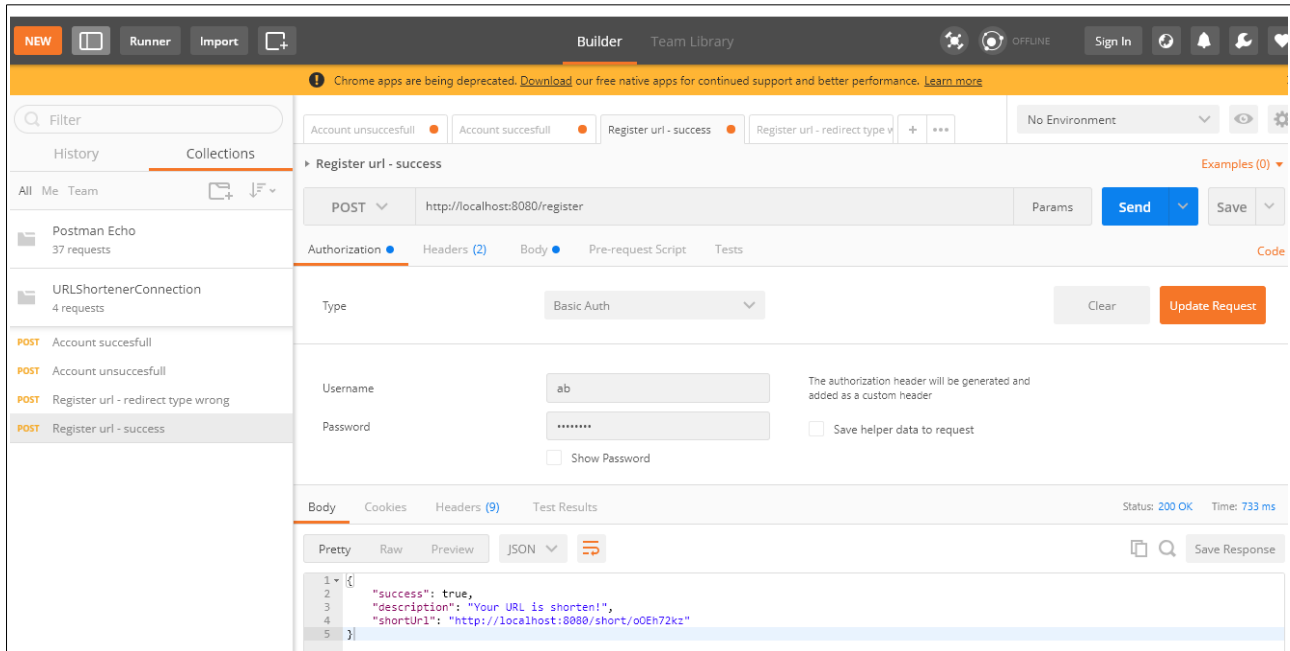 NEW Runner Import Builder Team Library OFFLINE Sign In
Chrome apps are being deprecated. Download our free native apps for continued support and better performance. Learn more
Filter
History Collections
All Me Team
Postman Echo
37 requests
URLShortenerConnection
4 requests
POST Account succesfull
POST Account unsuccesfull
POST Register url - redirect type wrong
POST Register url - success
Account unsuccesfull Account succesfull Register url - success Register url - redirect type w + ••• No Environment
Register url - success Examples (0)
POST http://localhost:8080/register Params Send Save
Authorization Headers (2) Body Pre-request Script Tests Code
Type Basic Auth Clear Update Request
Username ab The authorization header will be generated and
added as a custom header
Password •••••••• Save helper data to request
Show Password
Body Cookies Headers (9) Test Results Status: 200 OK Time: 733 ms
Pretty Raw Preview JSON Save Response
1 {
2 "success": true,
3 "description": "Your URL is shorten!",
4 "shortUrl": "http://localhost:8080/short/oOEh72kz"
5 }